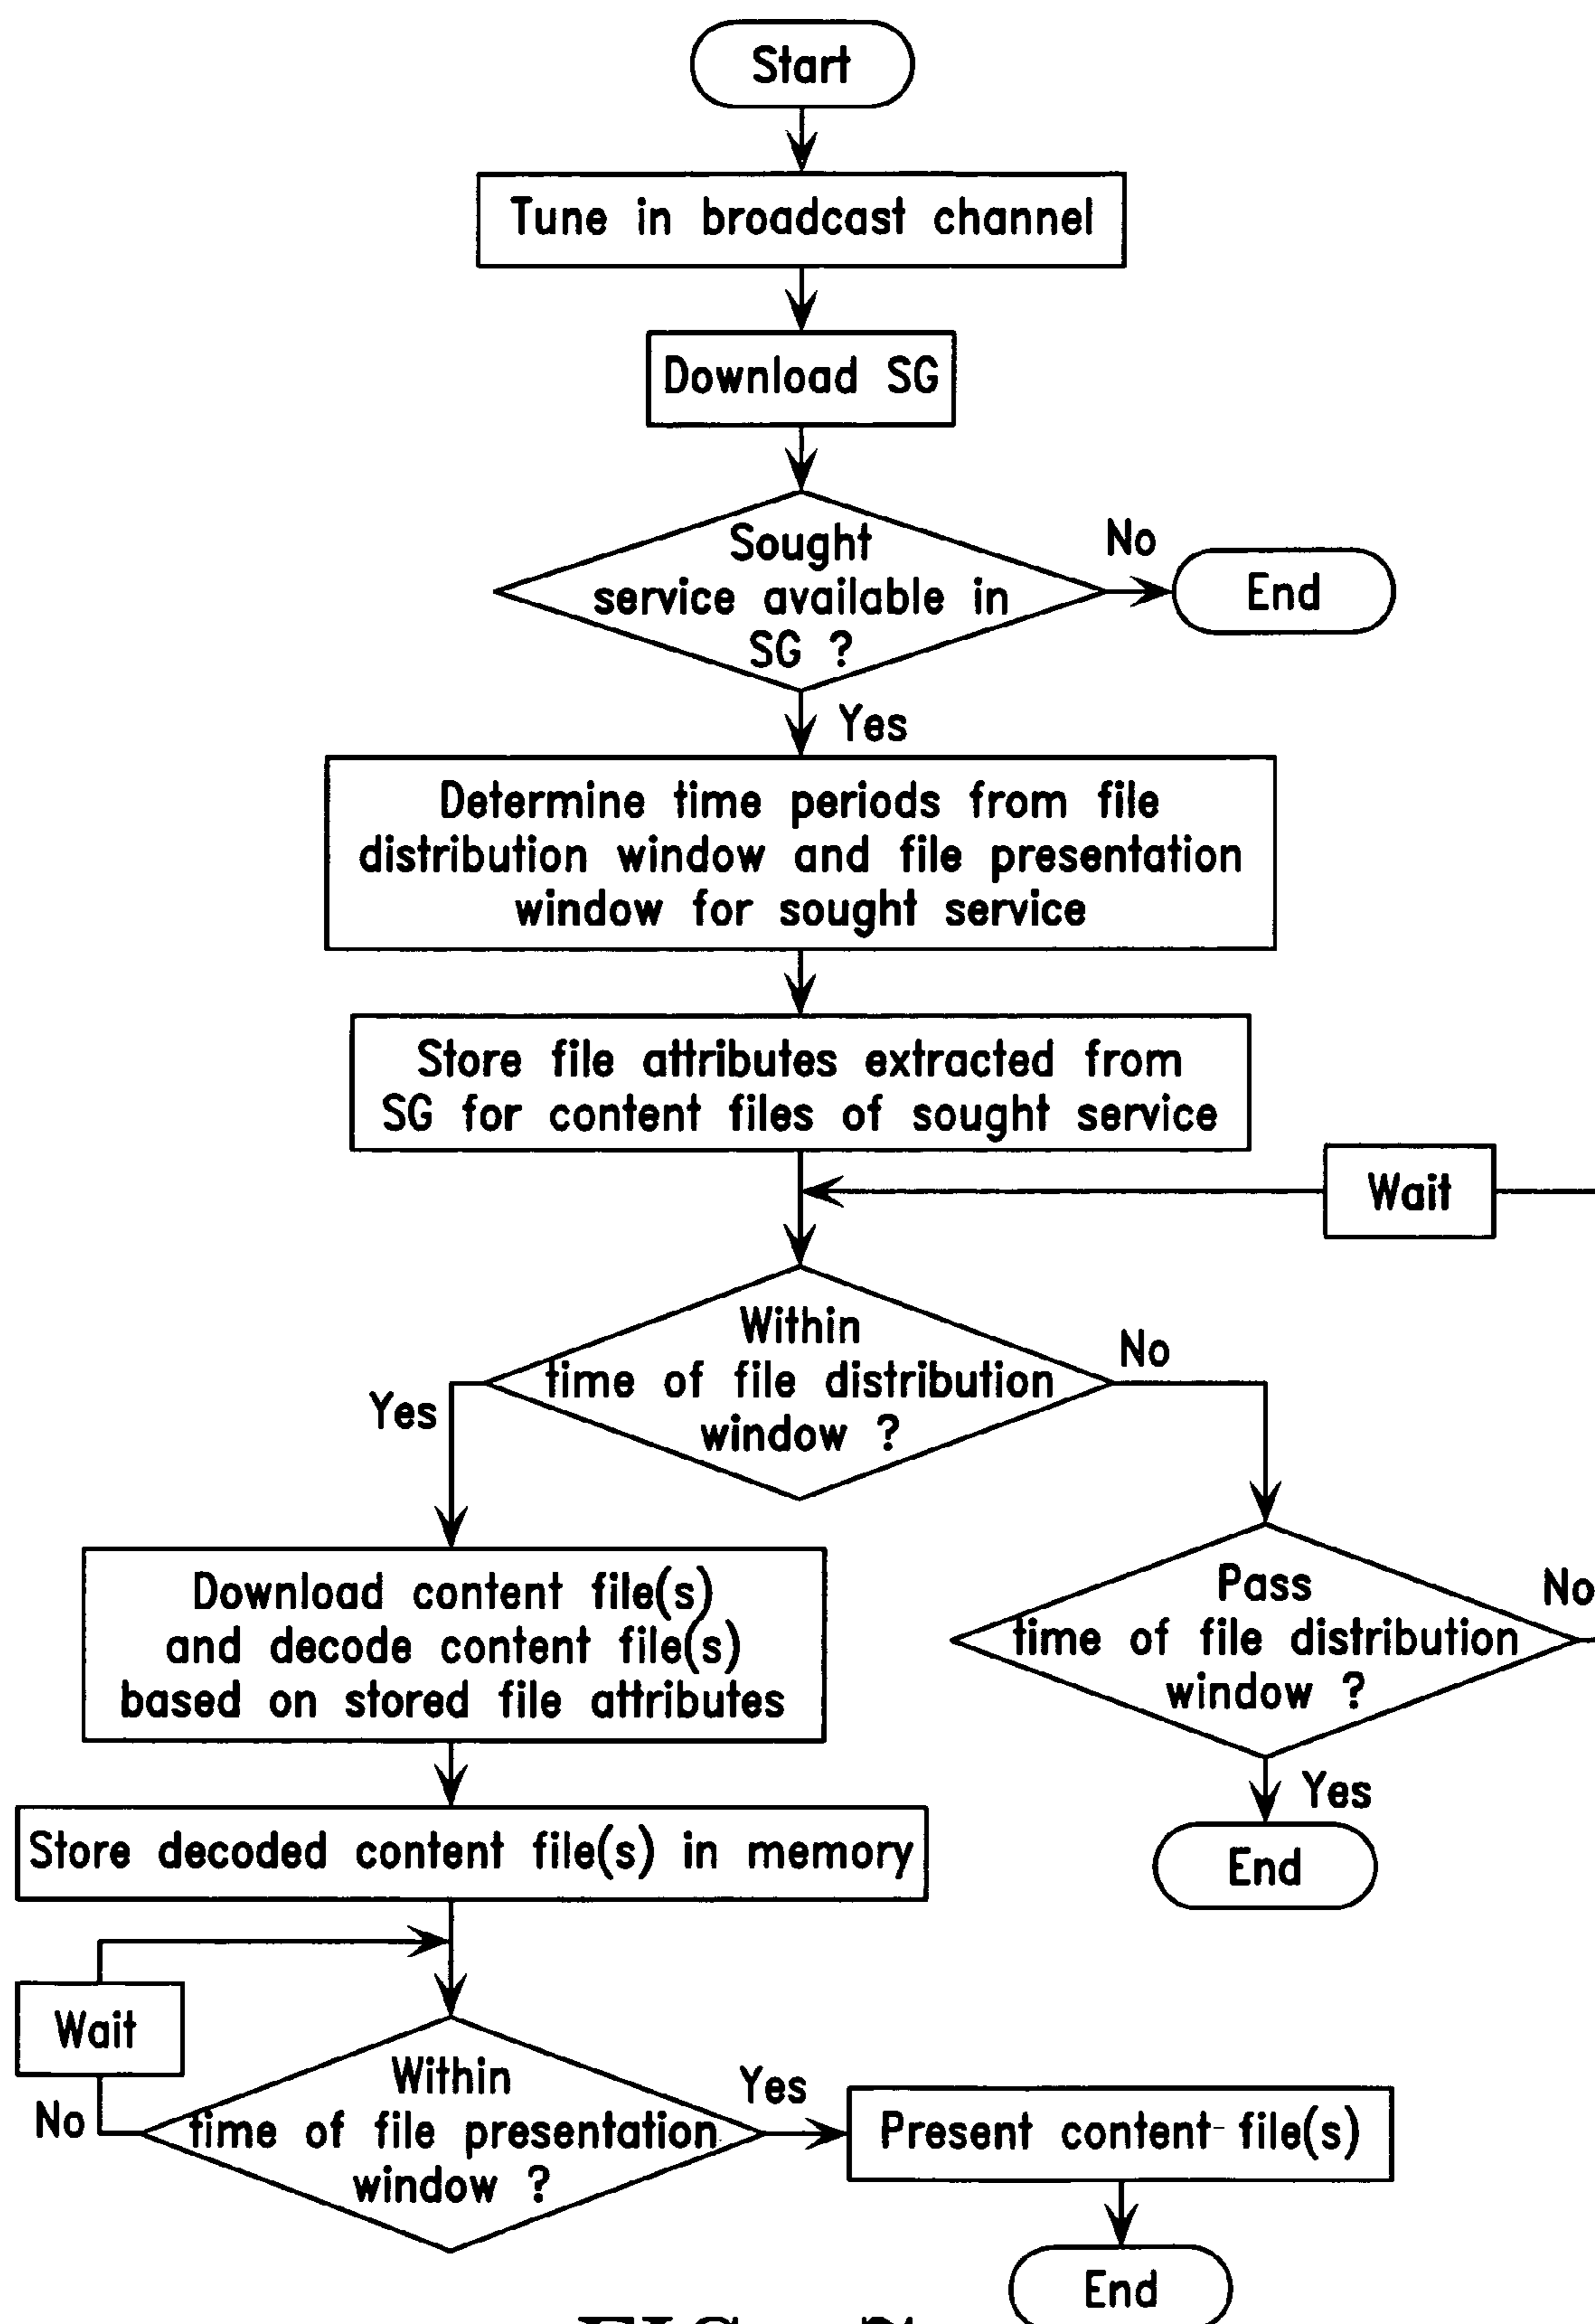 Start
Tune in broadcast channel
Download SG
Sought
service available in
SG ?
No
End
Yes
Determine time periods from file
distribution window and file presentation
window for sought service
Store file attributes extracted from
SG for content files of sought service
Wait
Within
time of file distribution
window ?
No
Yes
Download content file(s)
and decode content file(s)
based on stored file attributes
Pass
time of file distribution
window ?
No
Yes
End
Store decoded content file(s) in memory
Wait
Within
time of file presentation
window ?
No
Yes
Present content file(s)
End